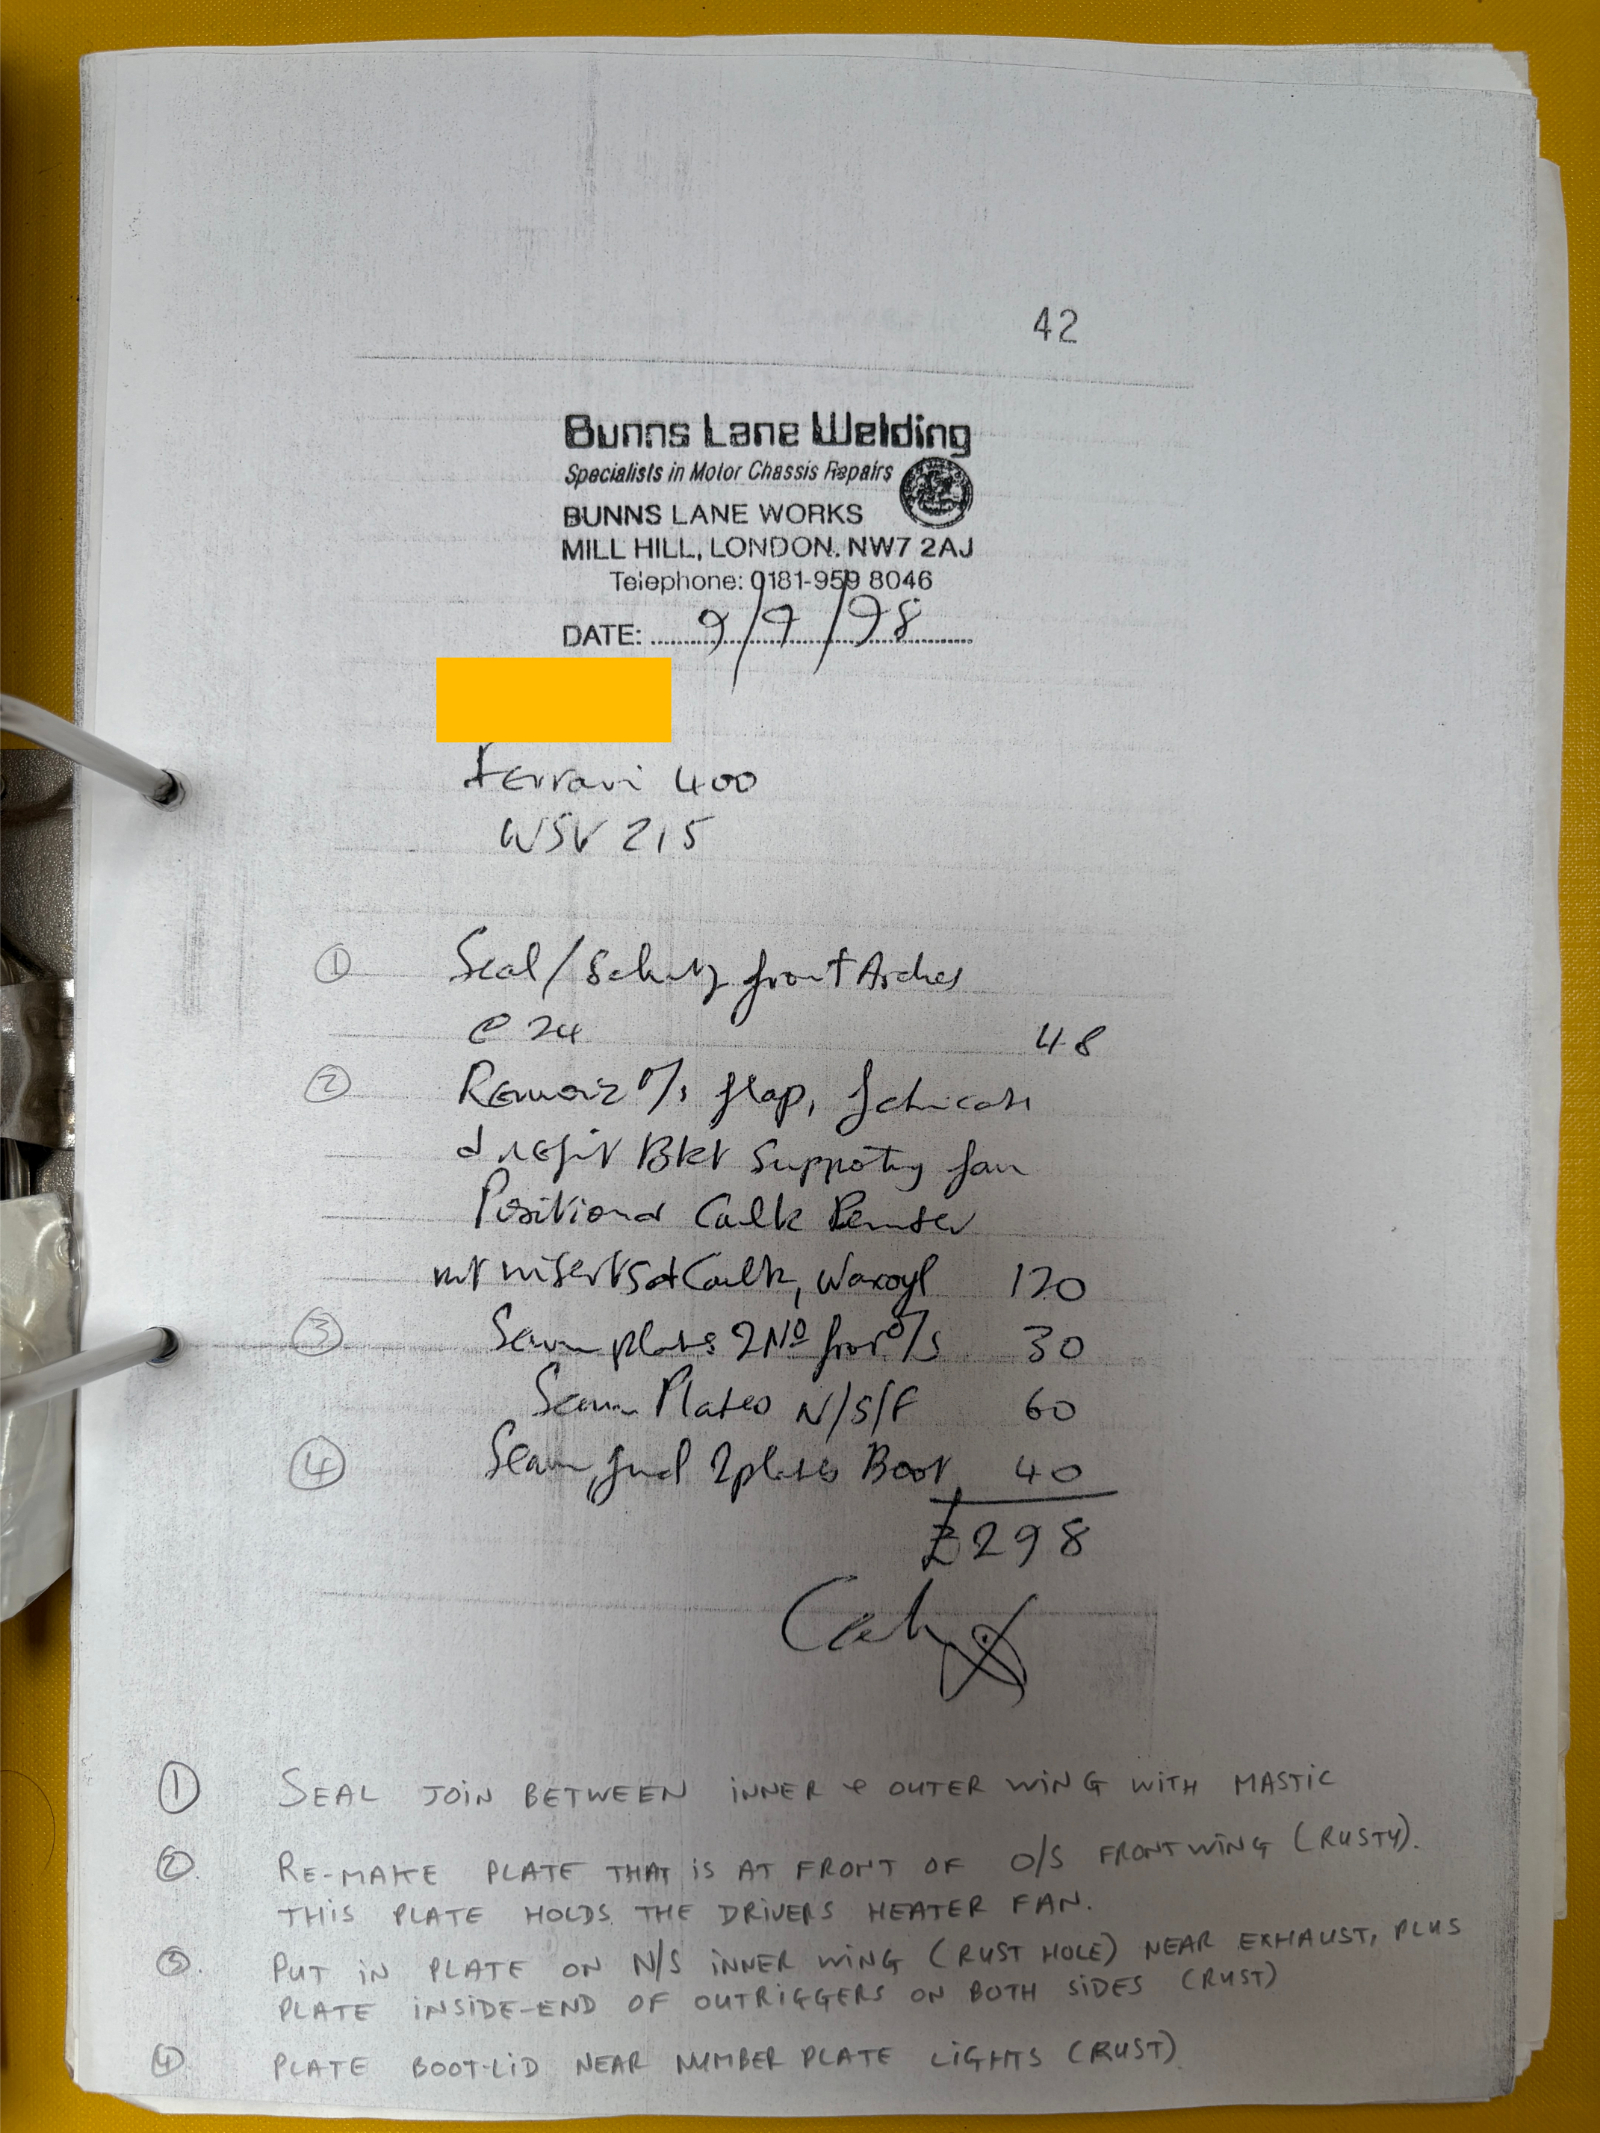 42
Bunns Lane Welding
Specialists in Motor Chassis Repairs
BUNNS LANE WORKS
MILL HILL, LONDON. NW7 2AJ
Telephone: 0181-959 8046
DATE: 9/9/98
Ferrari 400
WSV 215
① Seal/Schutz front Arches
@ 24 48
② Remove O/S flap, fabricate
& refit Bkt supporting fan
Positional Caulk
inserts & Caulk, Waxoyl 120
③ Seam plates 2 Nº front O/S 30
Seam Plates N/S/F 60
④ Seam, 2 plates Boot 40
£298
① SEAL JOIN BETWEEN INNER & OUTER WING WITH MASTIC
②. RE-MAKE PLATE THAT IS AT FRONT OF O/S FRONT WING (RUSTY).
THIS PLATE HOLDS THE DRIVERS HEATER FAN.
③. PUT IN PLATE ON N/S INNER WING (RUST HOLE) NEAR EXHAUST, PLUS
PLATE INSIDE-END OF OUTRIGGERS ON BOTH SIDES (RUST)
④. PLATE BOOT-LID NEAR NUMBER PLATE LIGHTS (RUST)